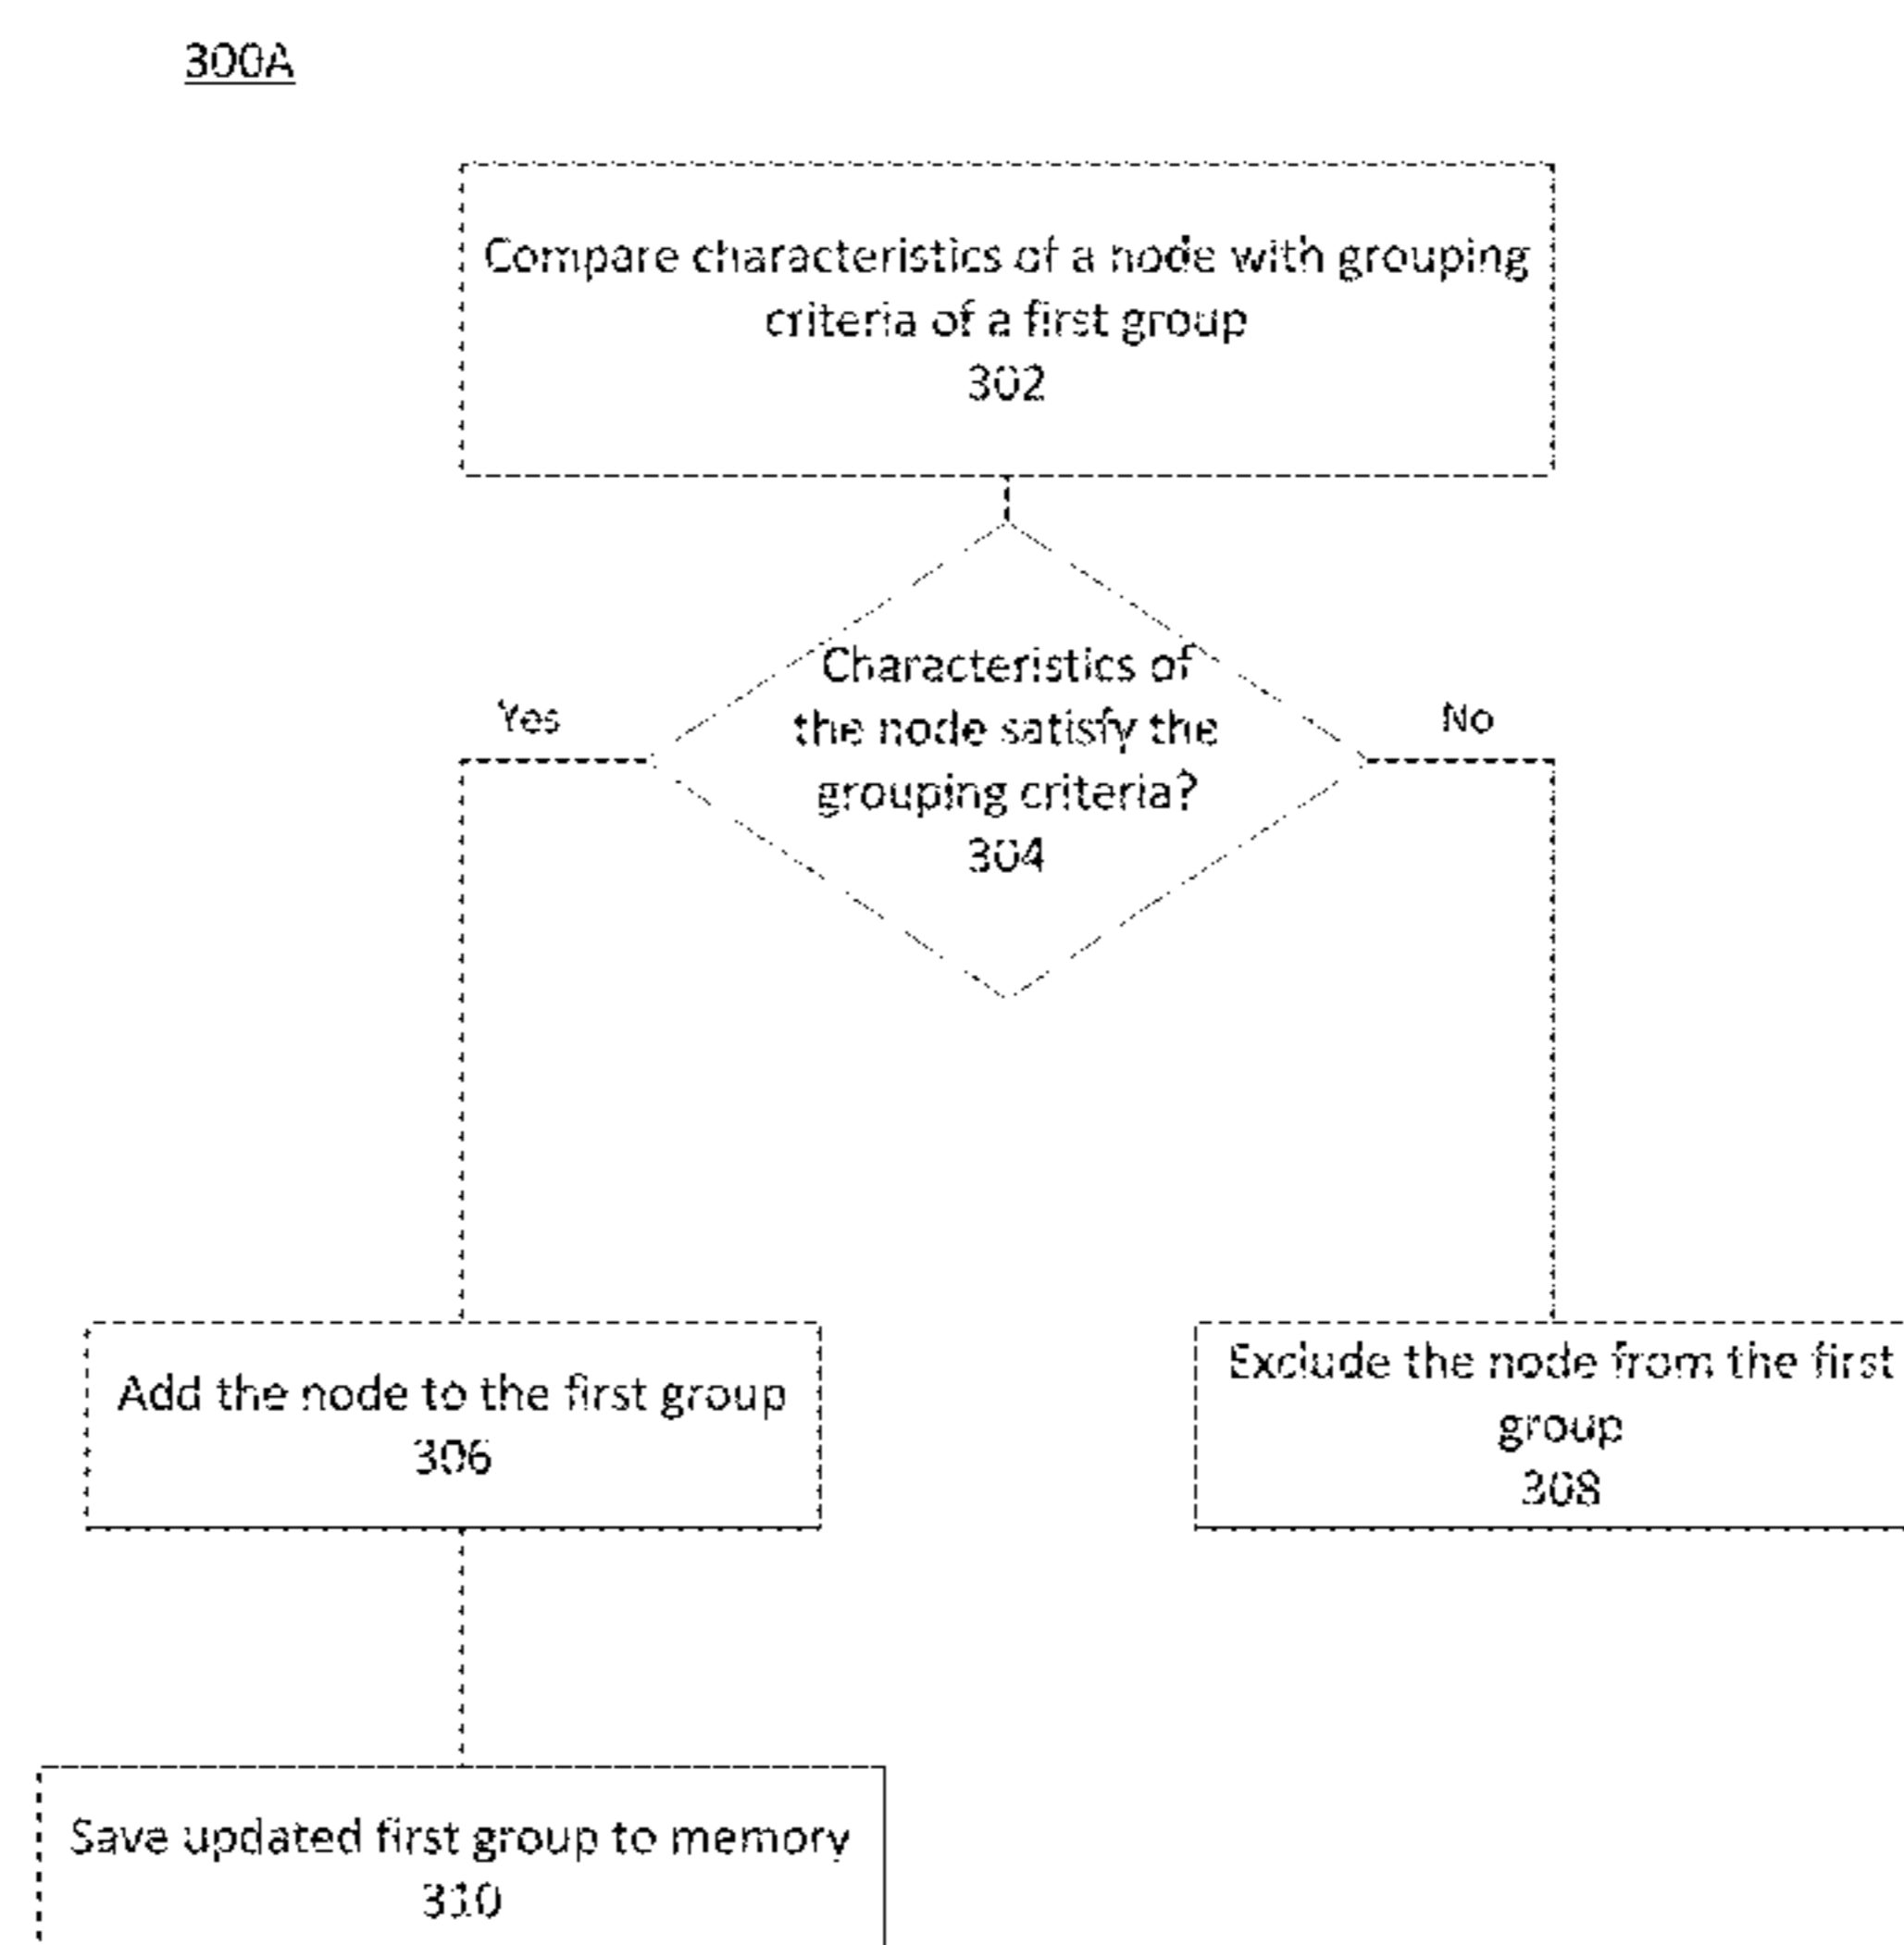 300A
Compare characteristics of a node with grouping
criteria of a first group
302
Characteristics of
the node satisfy the
grouping criteria?
304
Yes
No
Add the node to the first group
306
Exclude the node from the first
group
308
Save updated first group to memory
310